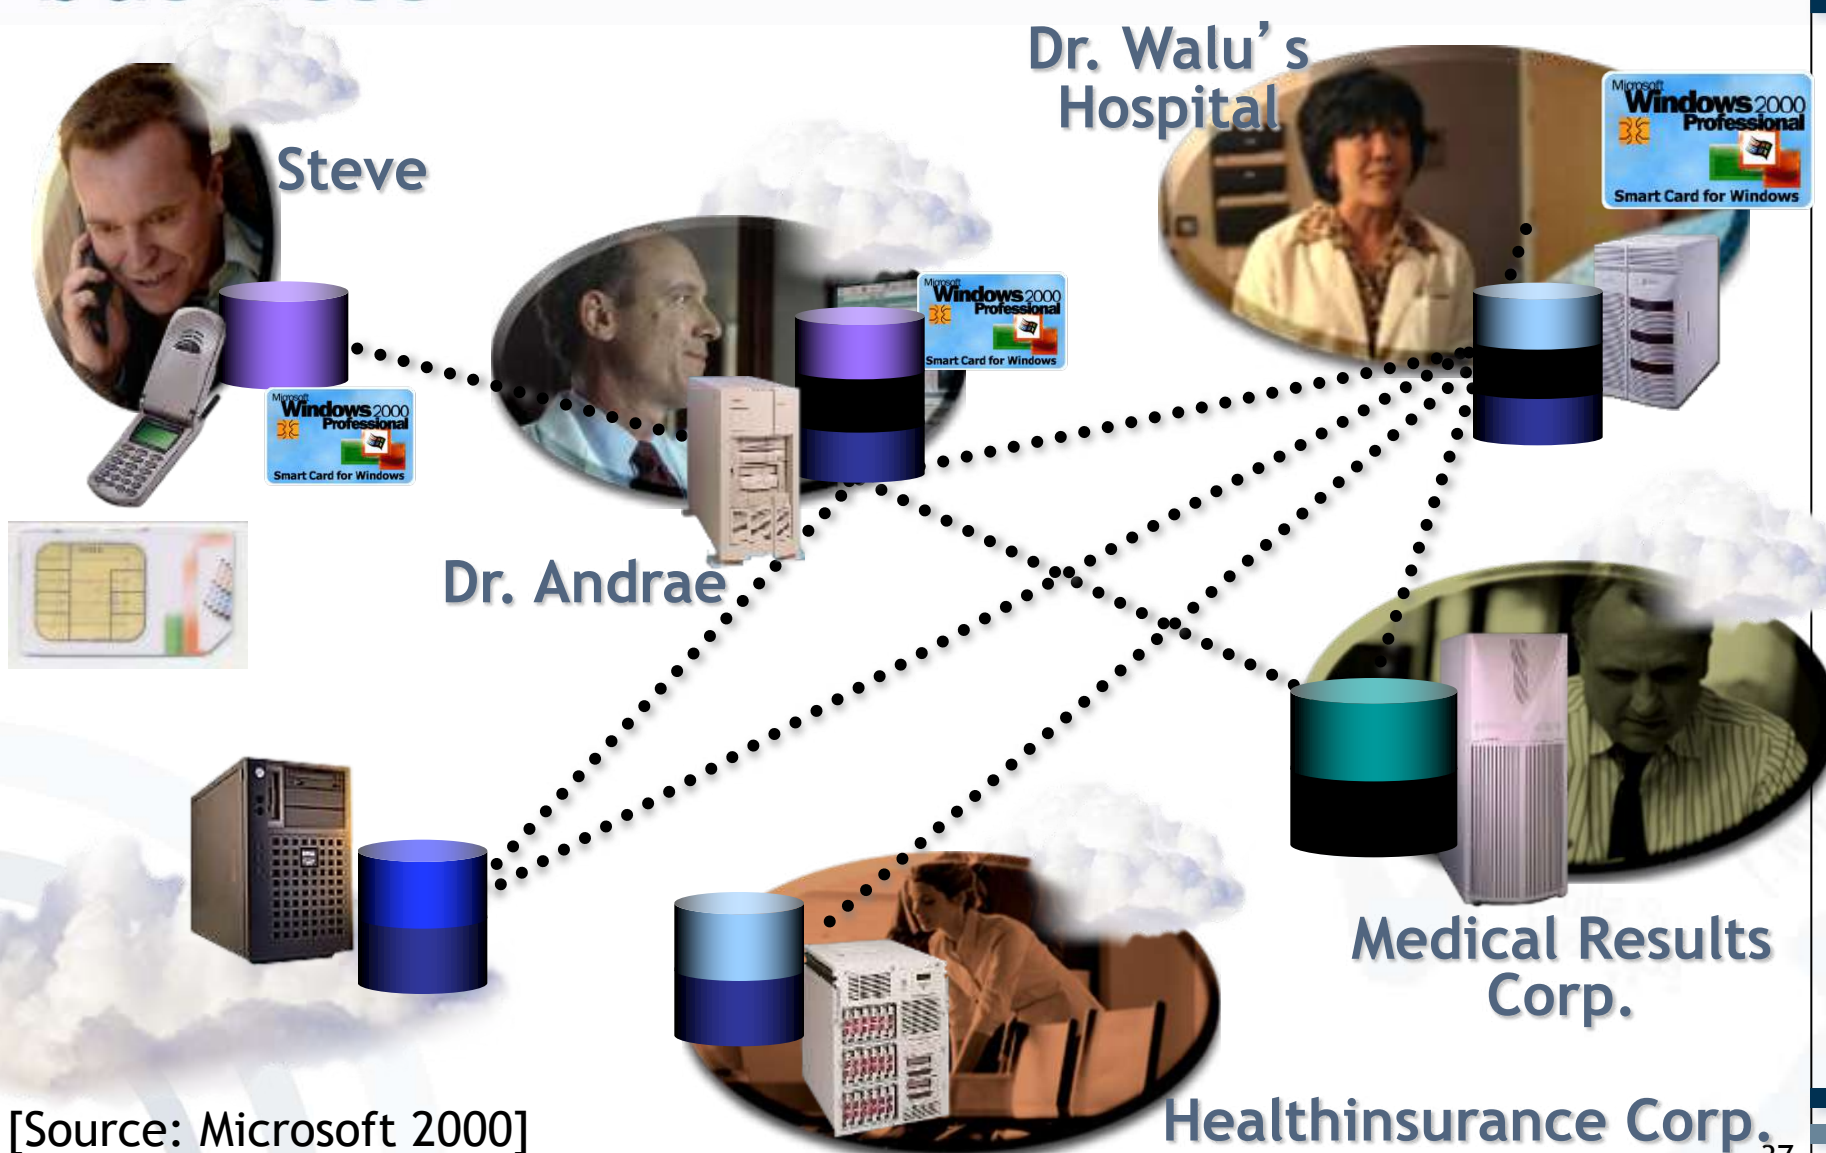 Dr. Walu’s
Hospital
Steve
Microsoft
Windows 2000
Professional
Smart Card for Windows
Microsoft
Windows 2000
Professional
Smart Card for Windows
Microsoft
Windows 2000
Professional
Smart Card for Windows
Dr. Andrae
Medical Results
Corp.
Healthinsurance Corp.
[Source: Microsoft 2000]